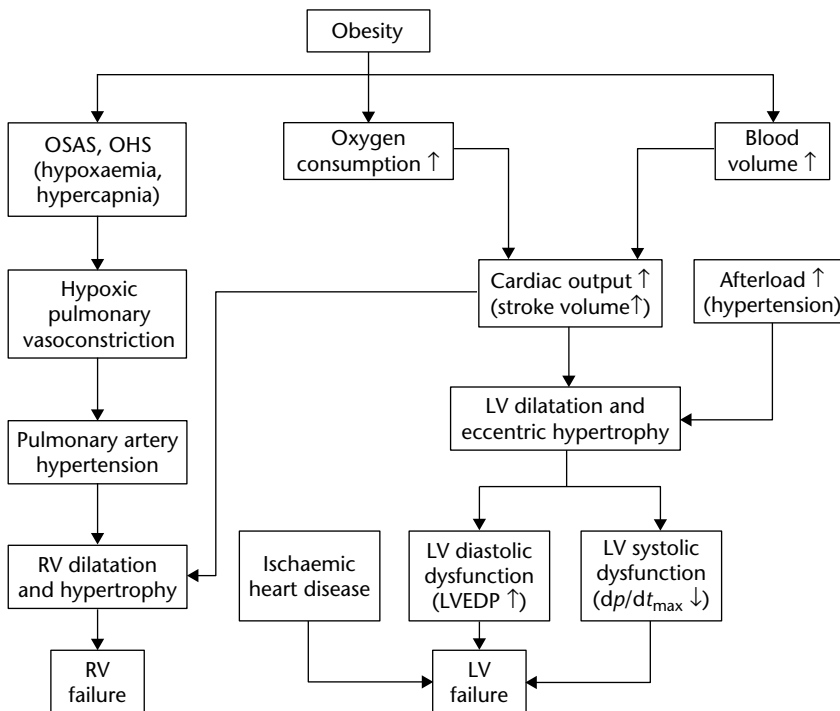 Obesity
OSAS, OHS
(hypoxaemia,
hypercapnia)
Oxygen
consumption ↑
Blood
volume ↑
Hypoxic
pulmonary
vasoconstriction
Cardiac output ↑
(stroke volume↑)
Afterload ↑
(hypertension)
Pulmonary artery
hypertension
LV dilatation and
eccentric hypertrophy
RV dilatation
and hypertrophy
Ischaemic
heart disease
LV diastolic
dysfunction
(LVEDP ↑)
LV systolic
dysfunction
(dp/dtmax ↓)
RV
failure
LV
failure